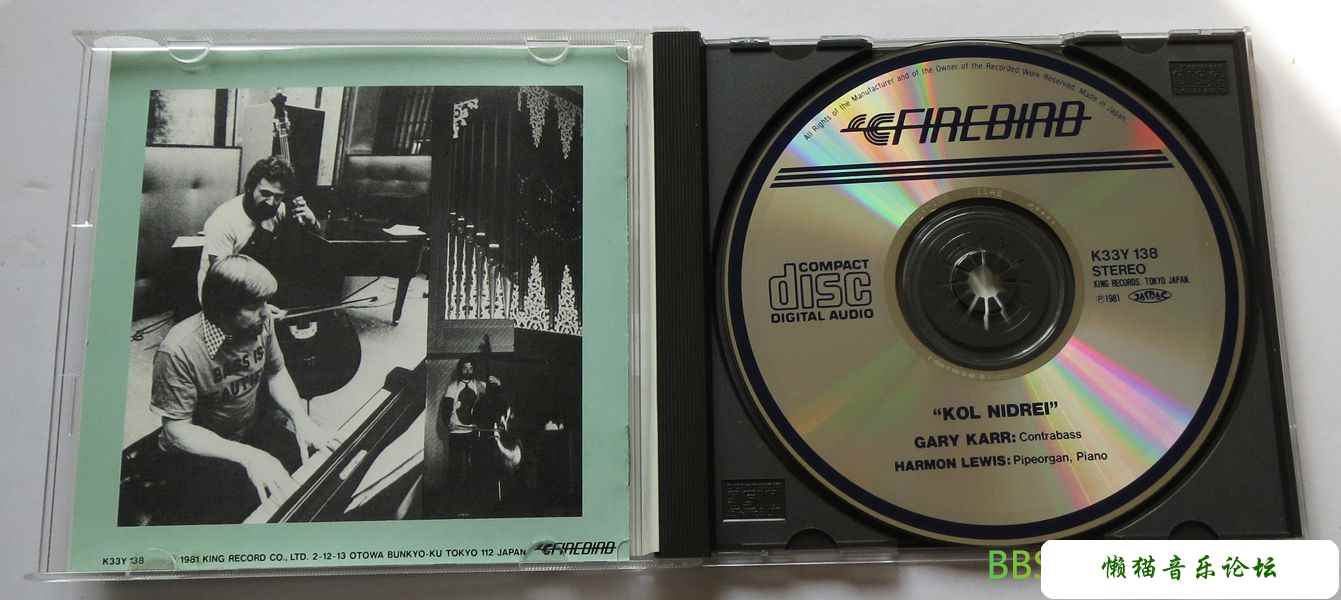 BASS IS
K33Y 138
1981 KING RECORD CO., LTD. 2-12-13 OTOWA BUNKYO-KU TOKYO 112 JAPAN
FIREBIRD
All Rights of the Manufacturer and of the Owner of the Recorded Work Reserved. Made in Japan.
FIREBIRD
COMPACT
disc
DIGITAL AUDIO
K33Y 138
STEREO
KING RECORDS. TOKYO JAPAN.
Ⓟ1981 JASRAC
“KOL NIDREI”
GARY KARR: Contrabass
HARMON LEWIS: Pipeorgan, Piano
BBS
懒猫音乐论坛